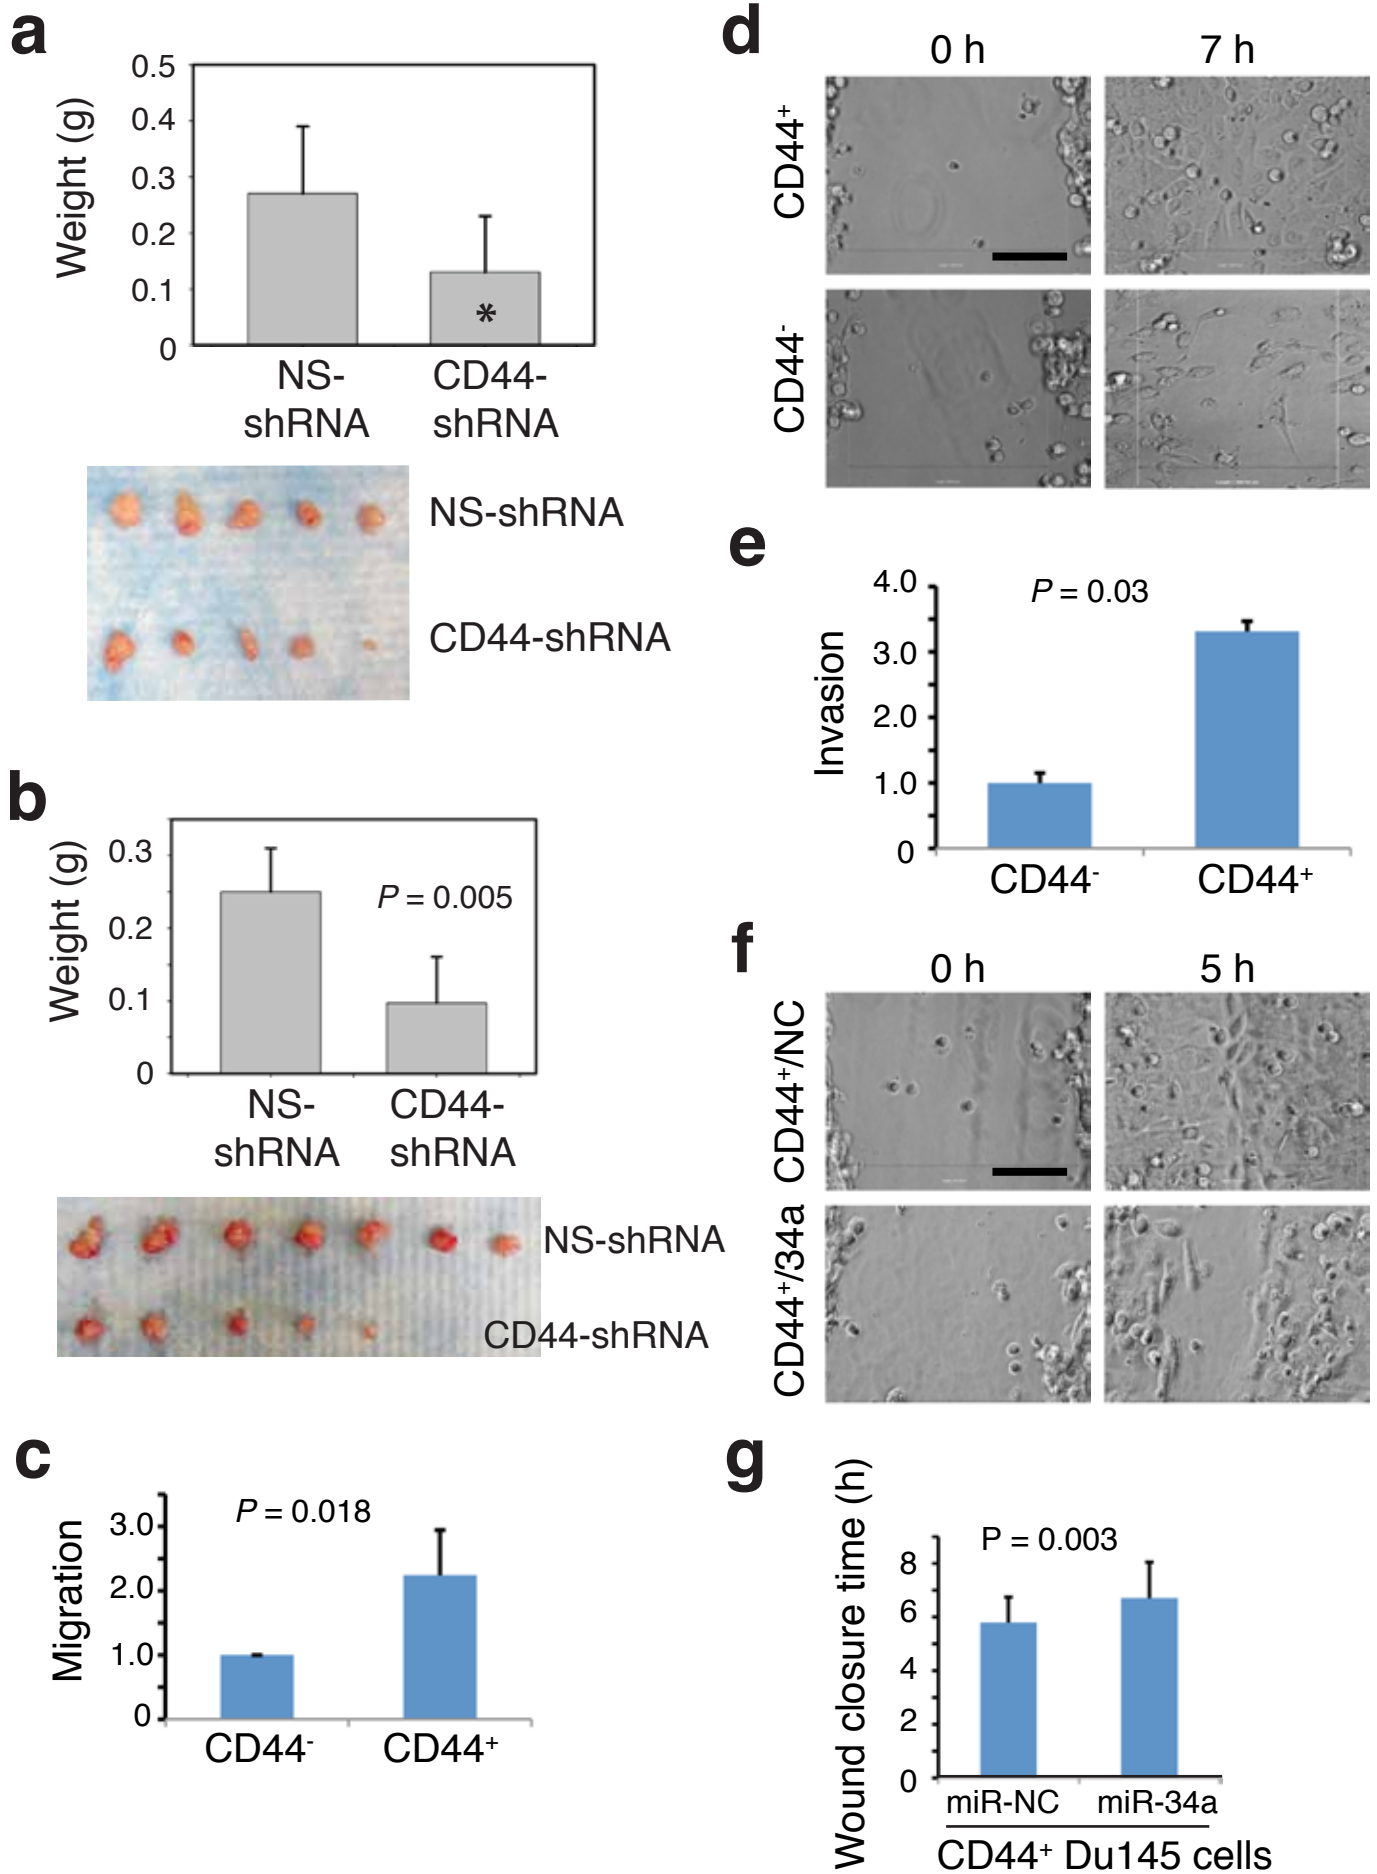 a
0.5
0.4
0.3
0.2
0.1
0
Weight (g)
*
NS-
shRNA
CD44-
shRNA
NS-shRNA
CD44-shRNA
b
0.3
0.2
0.1
0
Weight (g)
P = 0.005
NS-
shRNA
CD44-
shRNA
NS-shRNA
CD44-shRNA
c
3.0
2.0
1.0
0
Migration
P = 0.018
CD44-
CD44+
d
0 h
7 h
CD44+
CD44-
e
4.0
3.0
2.0
1.0
0
Invasion
P = 0.03
CD44-
CD44+
f
0 h
5 h
CD44+/NC
CD44+/34a
g
8
6
4
2
0
Wound closure time (h)
P = 0.003
miR-NC
miR-34a
CD44+ Du145 cells